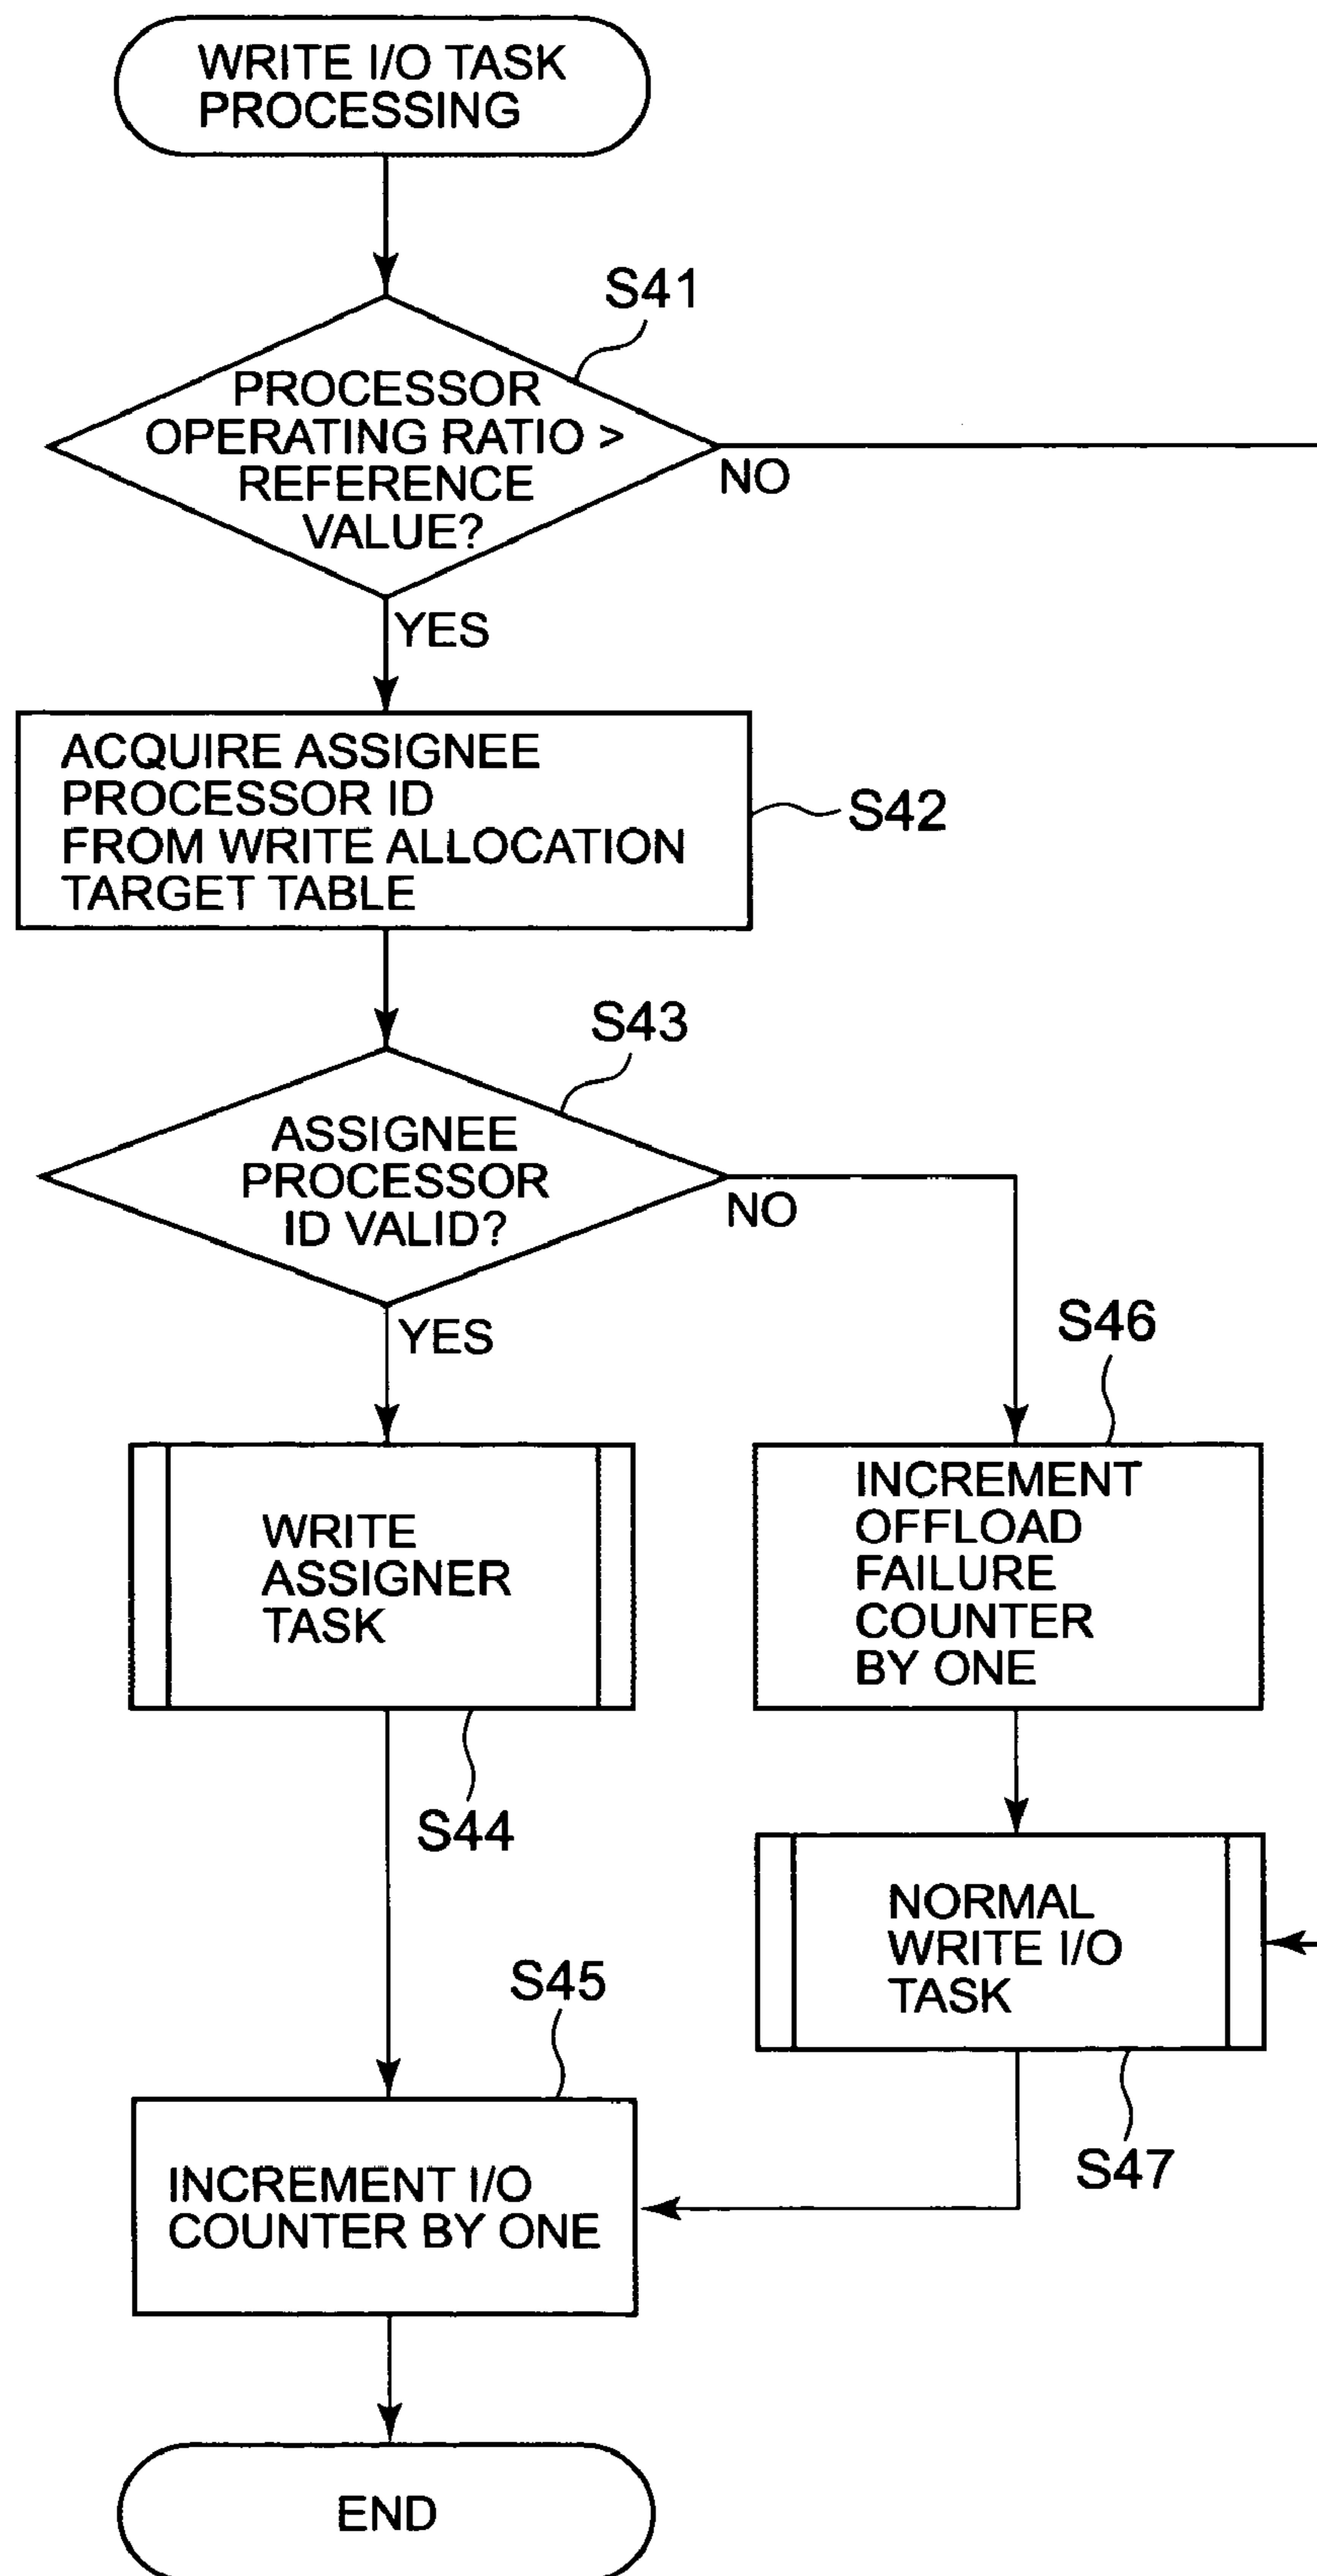 WRITE I/O TASK
PROCESSING
S41
PROCESSOR
OPERATING RATIO >
REFERENCE
VALUE?
NO
YES
ACQUIRE ASSIGNEE
PROCESSOR ID
FROM WRITE ALLOCATION
TARGET TABLE
S42
S43
ASSIGNEE
PROCESSOR
ID VALID?
NO
YES
S46
WRITE
ASSIGNER
TASK
S44
INCREMENT
OFFLOAD
FAILURE
COUNTER
BY ONE
NORMAL
WRITE I/O
TASK
S47
S45
INCREMENT I/O
COUNTER BY ONE
END